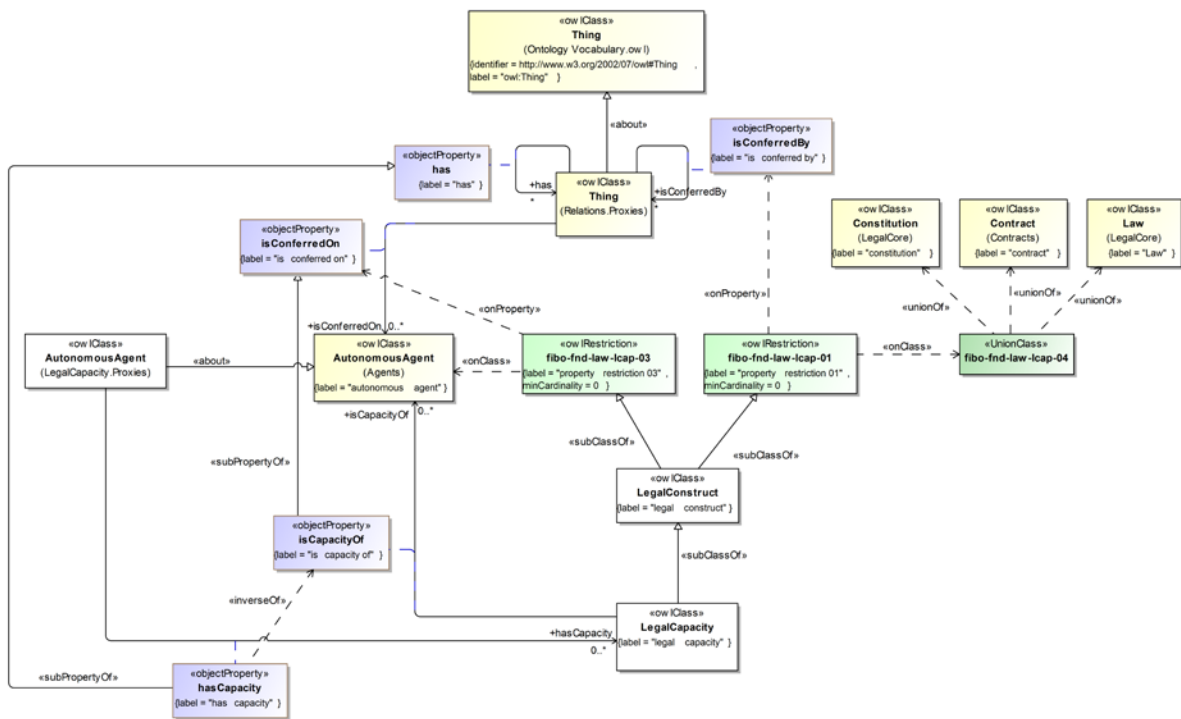 «owlClass»
Thing
(Ontology Vocabulary.owl)
{identifier = http://www.w3.org/2002/07/owl#Thing ,
label = "owl:Thing" }
«about»
«objectProperty»
isConferredBy
{label = "is conferred by" }
«objectProperty»
has
{label = "has" }
+has
*
«owlClass»
Thing
(Relations.Proxies)
+isConferredBy
*
«objectProperty»
isConferredOn
{label = "is conferred on" }
«owlClass»
Constitution
(LegalCore)
{label = "constitution" }
«owlClass»
Contract
(Contracts)
{label = "contract" }
«owlClass»
Law
(LegalCore)
{label = "Law" }
«onProperty»
«onProperty»
«unionOf»
«unionOf»
«unionOf»
+isConferredOn
0..*
«owlClass»
AutonomousAgent
(LegalCapacity.Proxies)
«about»
«owlClass»
AutonomousAgent
(Agents)
{label = "autonomous agent" }
«onClass»
«owlRestriction»
fibo-fnd-law-lcap-03
{label = "property restriction 03" ,
minCardinality = 0 }
«owlRestriction»
fibo-fnd-law-lcap-01
{label = "property restriction 01" ,
minCardinality = 0 }
«onClass»
«UnionClass»
fibo-fnd-law-lcap-04
+isCapacityOf
0..*
«subClassOf»
«subClassOf»
«subPropertyOf»
«owlClass»
LegalConstruct
{label = "legal construct" }
«objectProperty»
isCapacityOf
{label = "is capacity of" }
«subClassOf»
«inverseOf»
+hasCapacity
0..*
«owlClass»
LegalCapacity
{label = "legal capacity" }
«subPropertyOf»
«objectProperty»
hasCapacity
{label = "has capacity" }